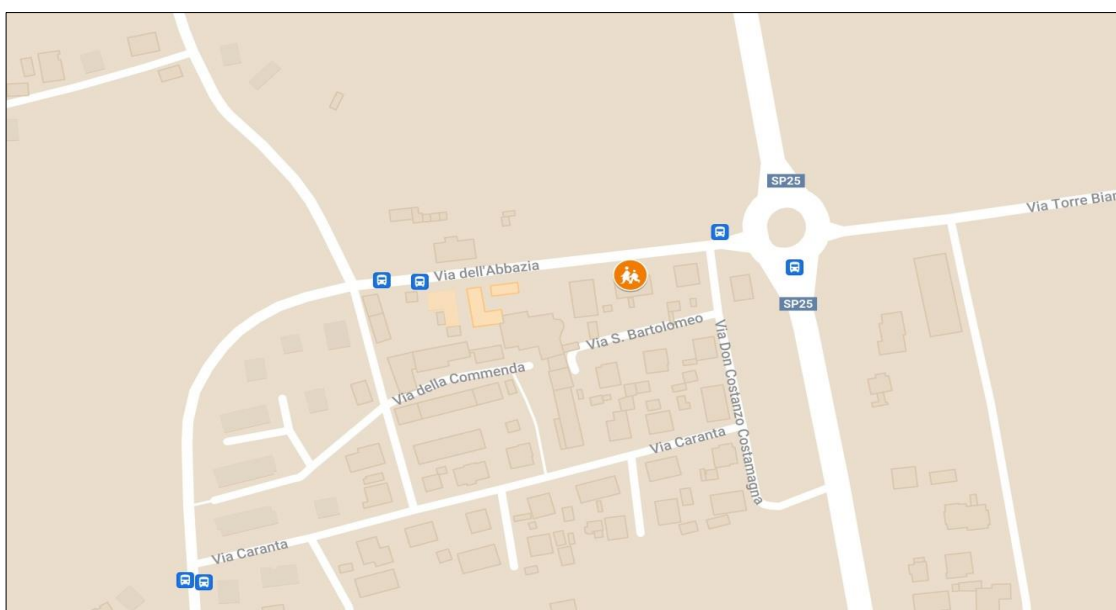 SP25
Via Torre Bian
Via dell'Abbazia
SP25
Via S. Bartolomeo
Via della Commenda
Via Don Costanzo Costamagna
Via Caranta
Via Caranta